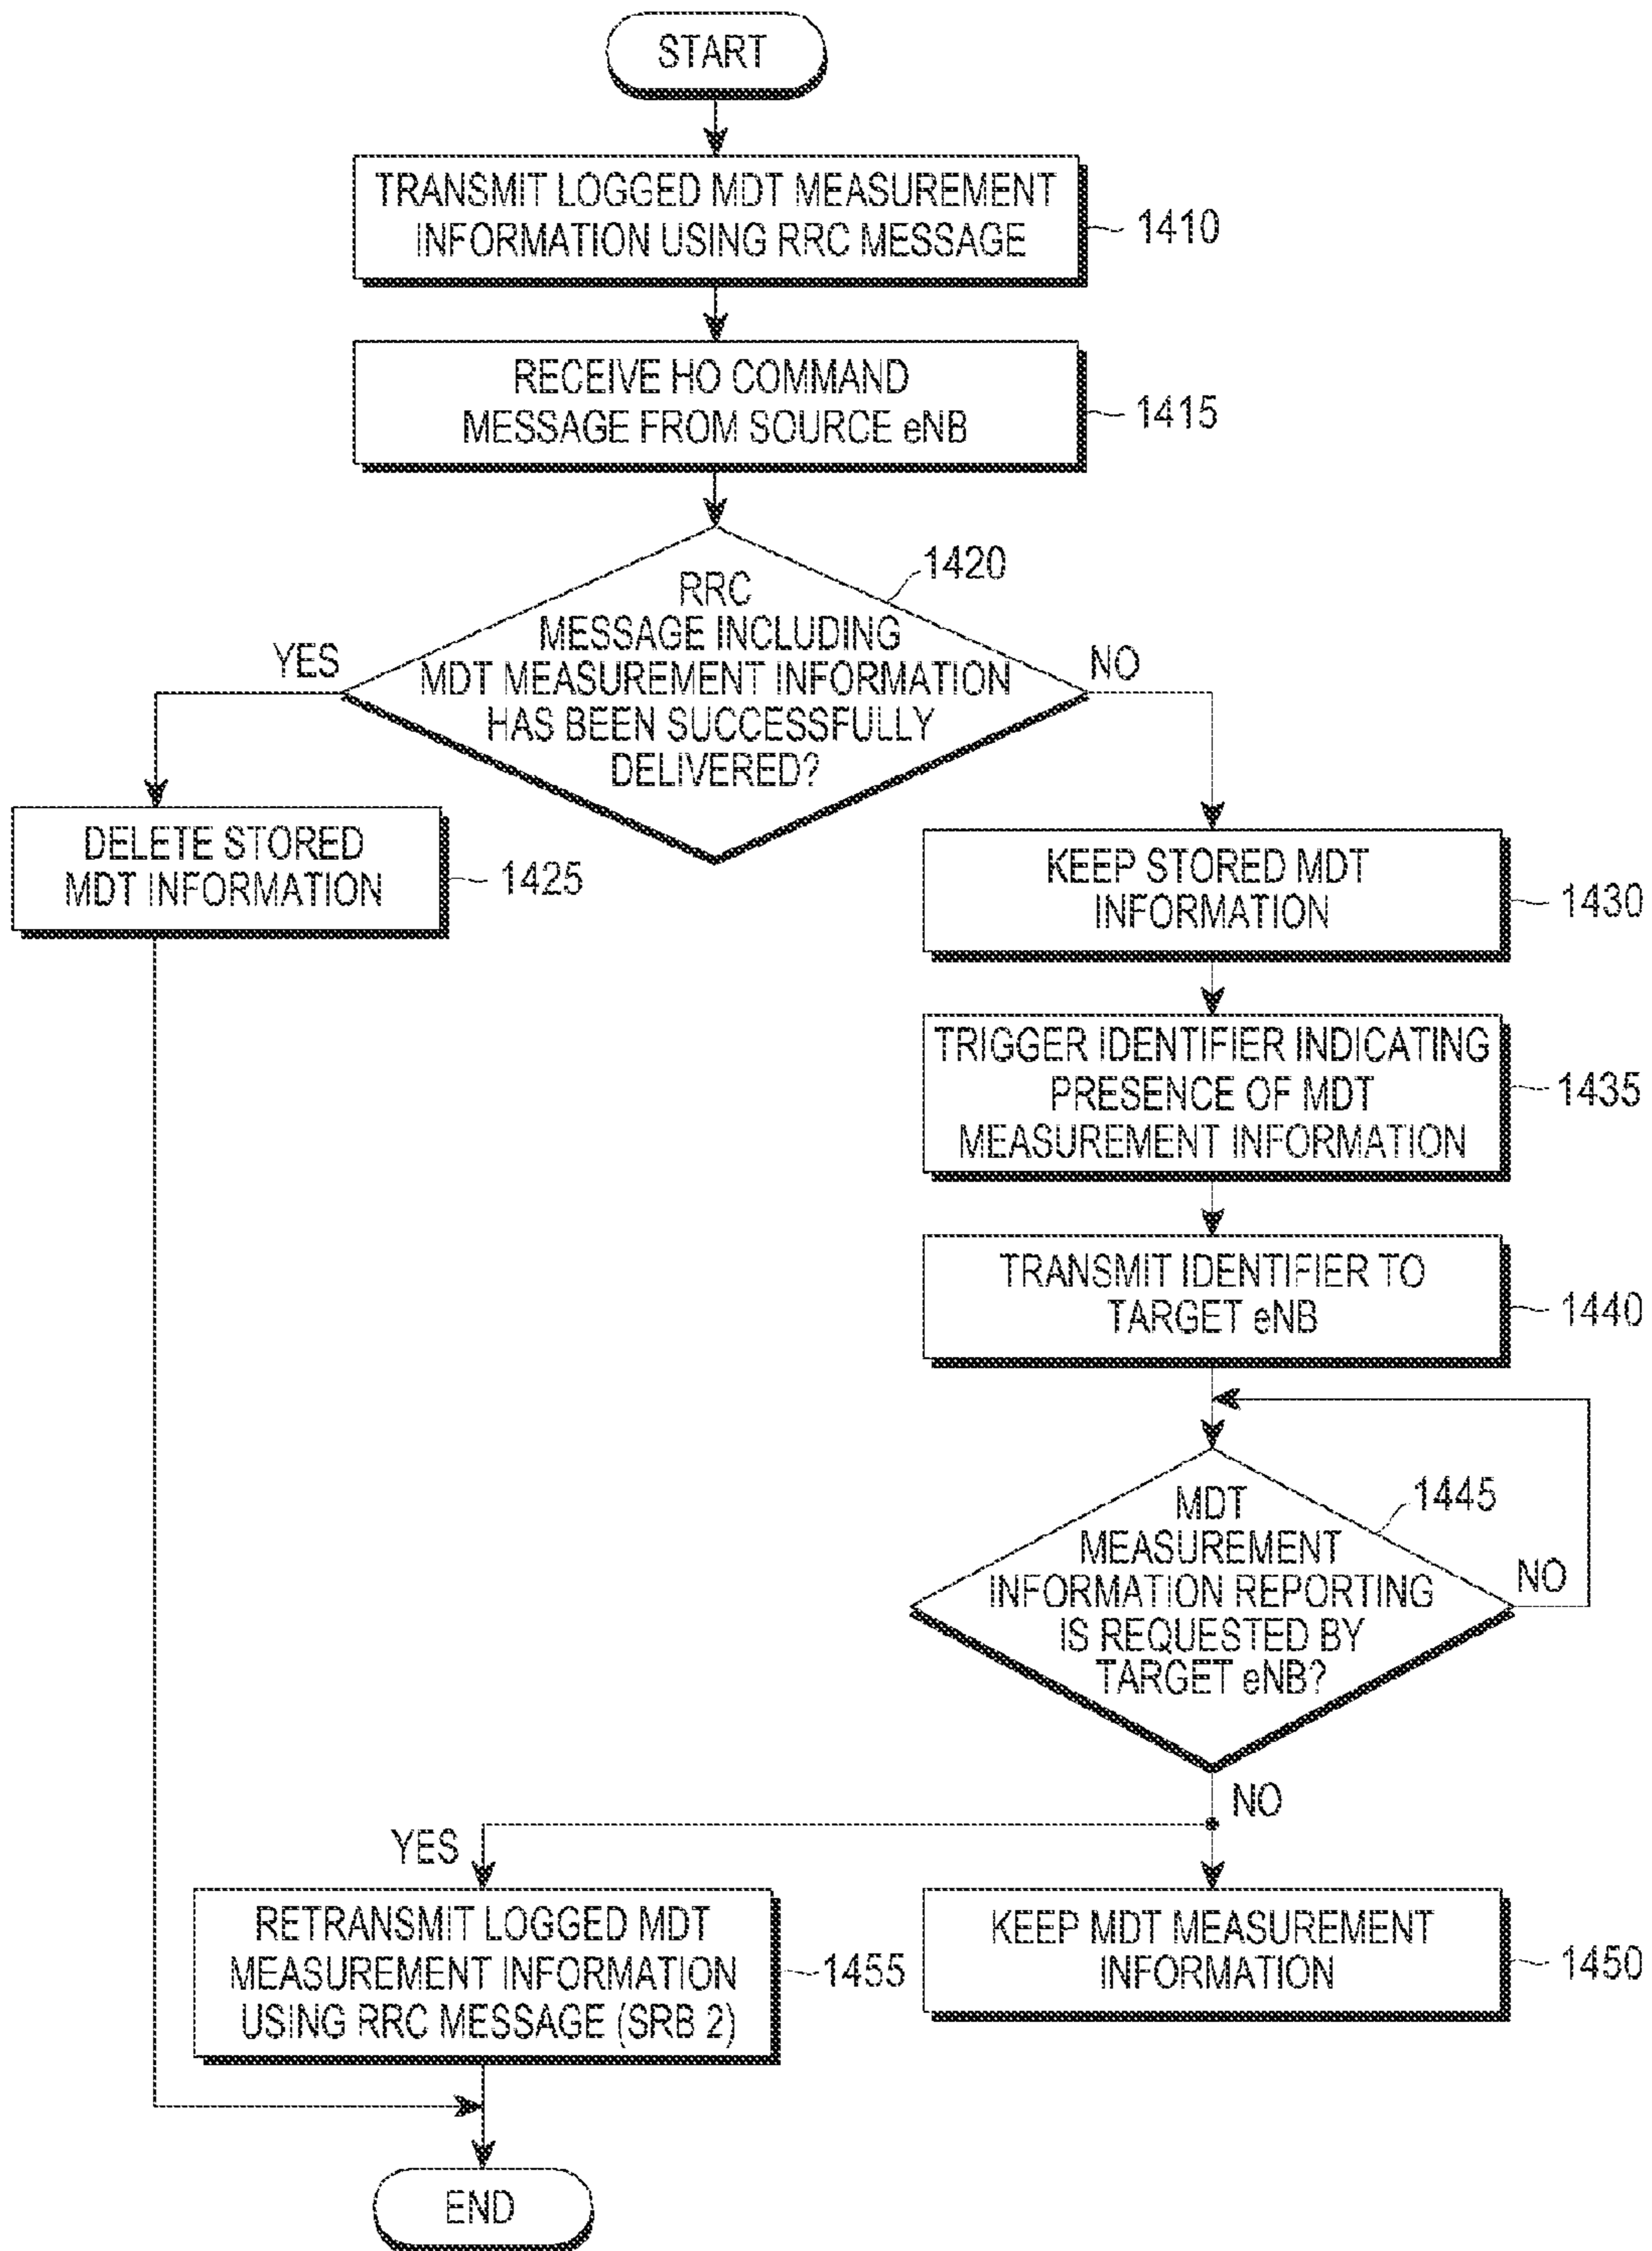 START
TRANSMIT LOGGED MDT MEASUREMENT
INFORMATION USING RRC MESSAGE
1410
RECEIVE HO COMMAND
MESSAGE FROM SOURCE eNB
1415
1420
RRC
MESSAGE INCLUDING
MDT MEASUREMENT INFORMATION
HAS BEEN SUCCESSFULLY
DELIVERED?
YES
NO
DELETE STORED
MDT INFORMATION
1425
KEEP STORED MDT
INFORMATION
1430
TRIGGER IDENTIFIER INDICATING
PRESENCE OF MDT
MEASUREMENT INFORMATION
1435
TRANSMIT IDENTIFIER TO
TARGET eNB
1440
1445
MDT
MEASUREMENT
INFORMATION REPORTING
IS REQUESTED BY
TARGET eNB?
NO
NO
YES
RETRANSMIT LOGGED MDT
MEASUREMENT INFORMATION
USING RRC MESSAGE (SRB 2)
1455
KEEP MDT MEASUREMENT
INFORMATION
1450
END